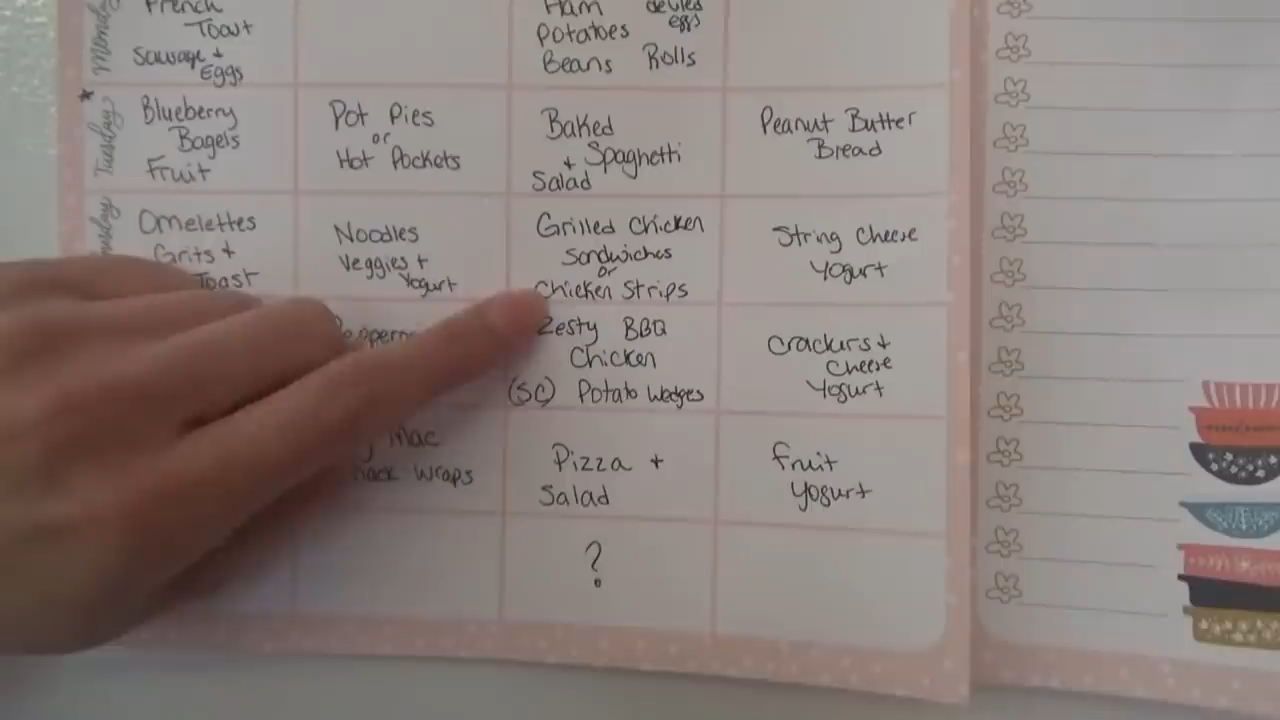 Monday
French
Toast
Sausage +
Eggs
Ham
deviled
eggs
Potatoes
Beans Rolls
Tuesday
Blueberry
Bagels
Fruit
Pot Pies
or
Hot Pockets
Baked
+ Spaghetti
Salad
Peanut Butter
Bread
Omelettes
Grits +
Toast
Noodles
Veggies +
Yogurt
Grilled Chicken
Sandwiches
or
Chicken Strips
String Cheese
Yogurt
Zesty BBQ
Chicken
(SC) Potato Wedges
Crackers +
Cheese
Yogurt
Mac
Wraps
Pizza +
Salad
Fruit
Yogurt
?